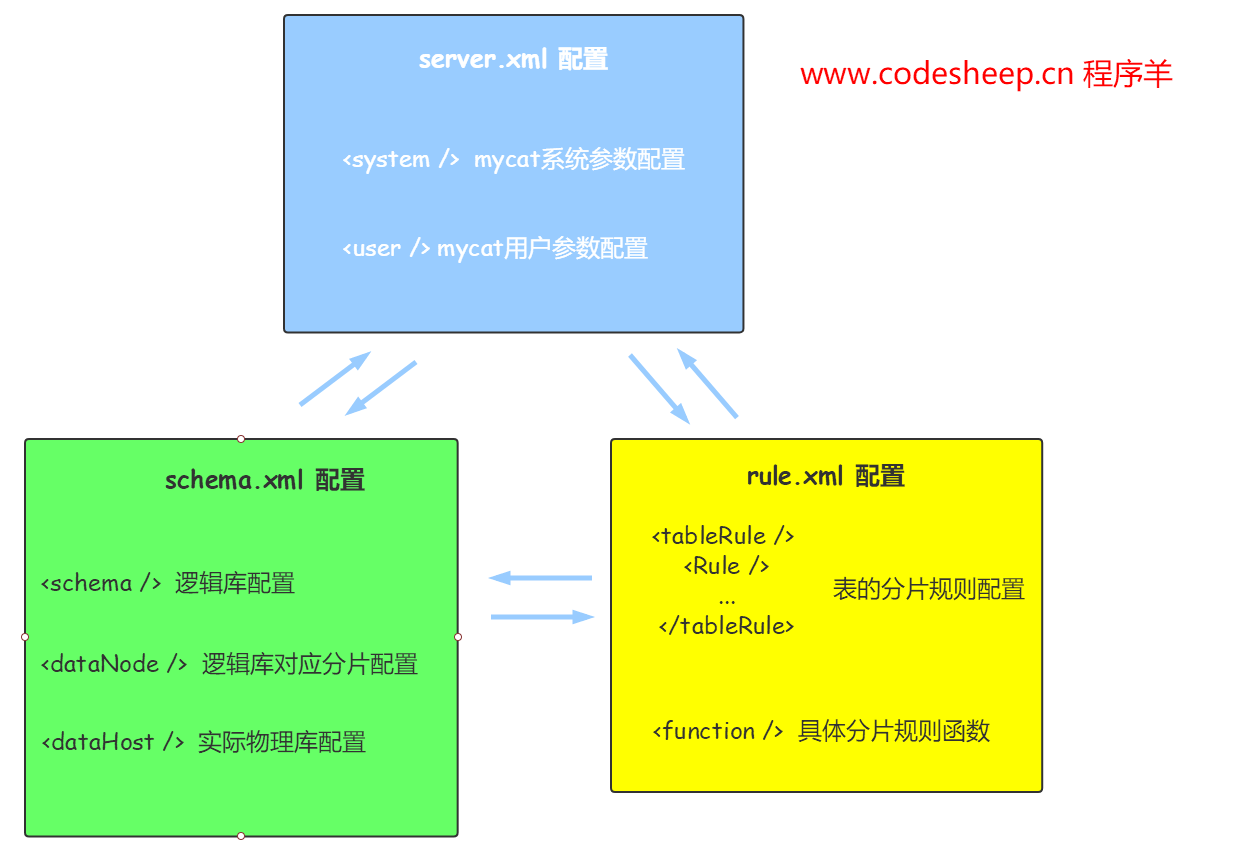 server.xml 配置
www.codesheep.cn 程序羊
<system /> mycat系统参数配置
<user /> mycat用户参数配置
schema.xml 配置
<schema /> 逻辑库配置
<dataNode /> 逻辑库对应分片配置
<dataHost /> 实际物理库配置
rule.xml 配置
<tableRule />
<Rule />
...
</tableRule>
表的分片规则配置
<function /> 具体分片规则函数